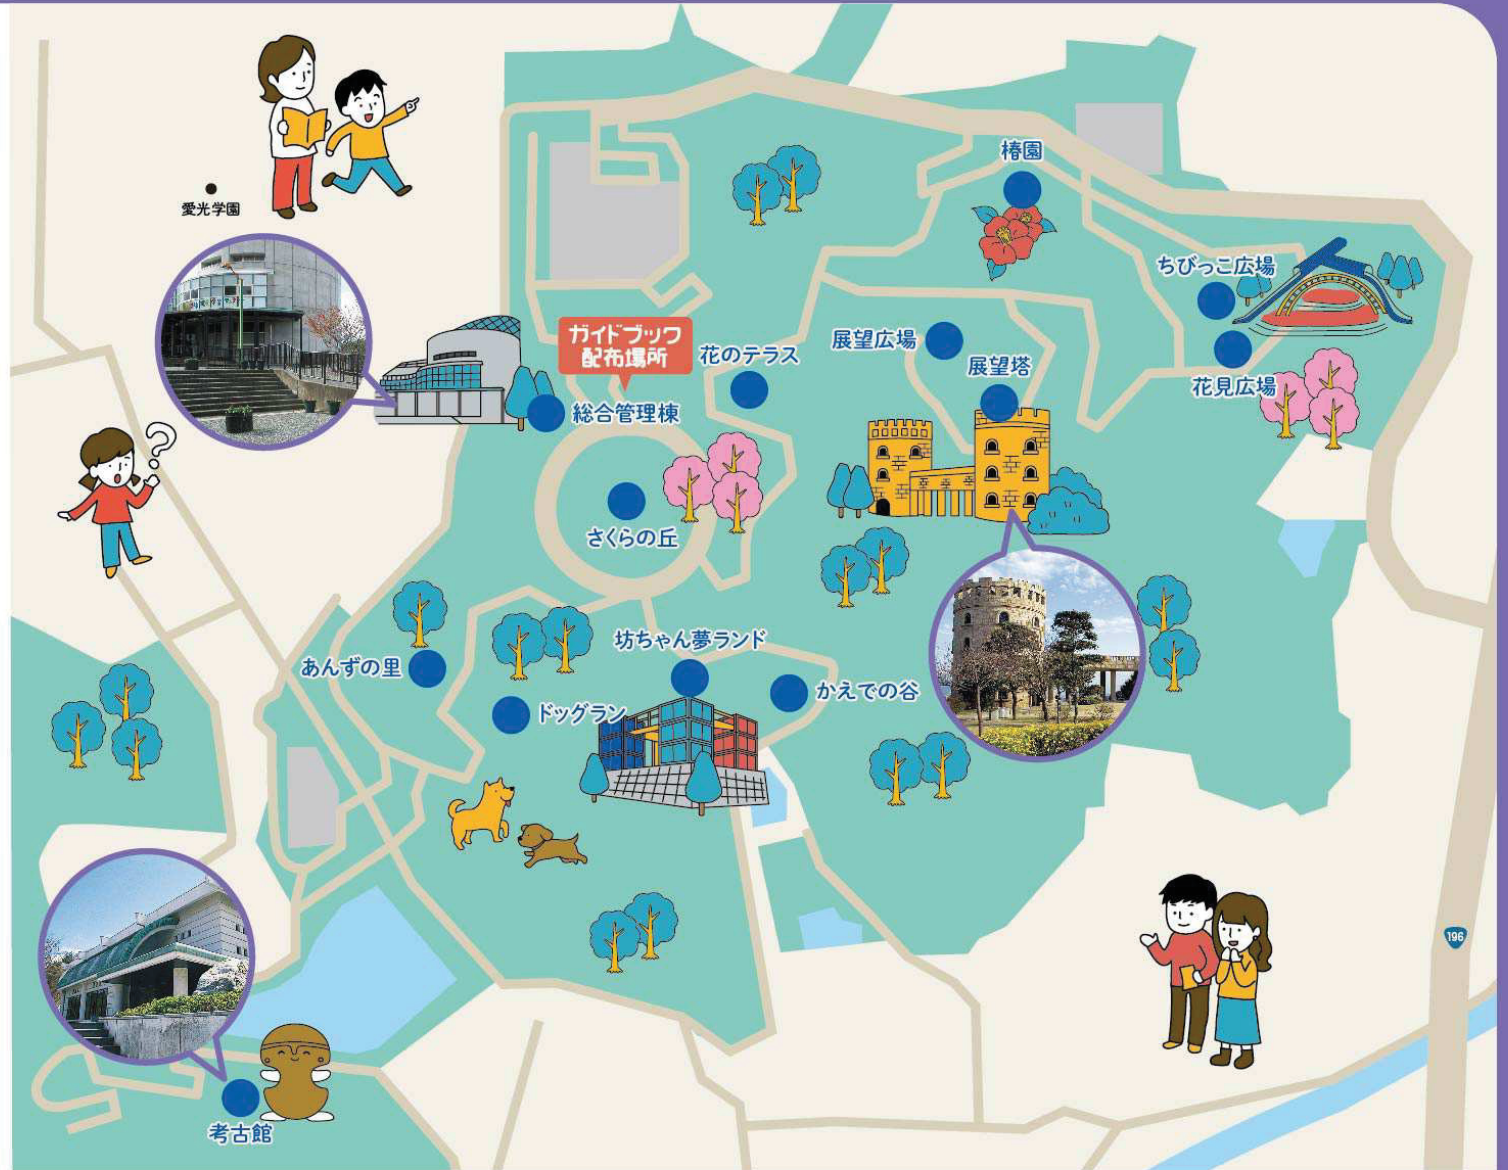 椿園
愛光学園
ちびっこ広場
ガイドブック
配布場所
花のテラス
展望広場
展望塔
花見広場
総合管理棟
さくらの丘
坊ちゃん夢ランド
あんずの里
かえでの谷
ドッグラン
196
考古館
?